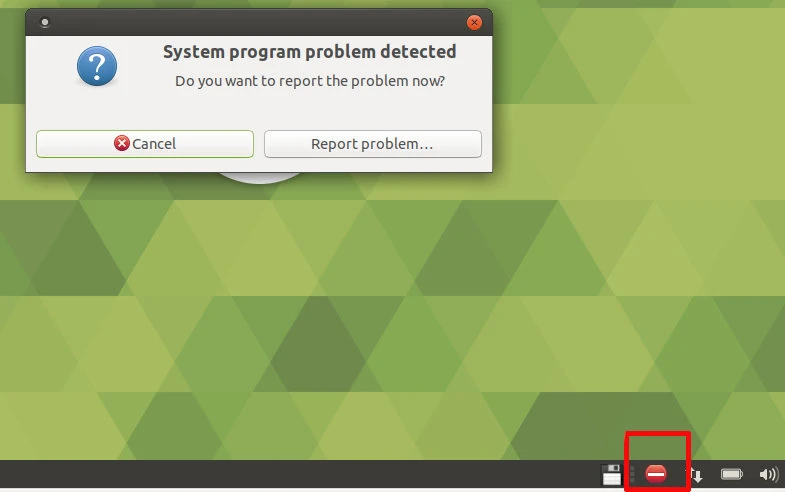 System program problem detected
Do you want to report the problem now?
Cancel
Report problem…